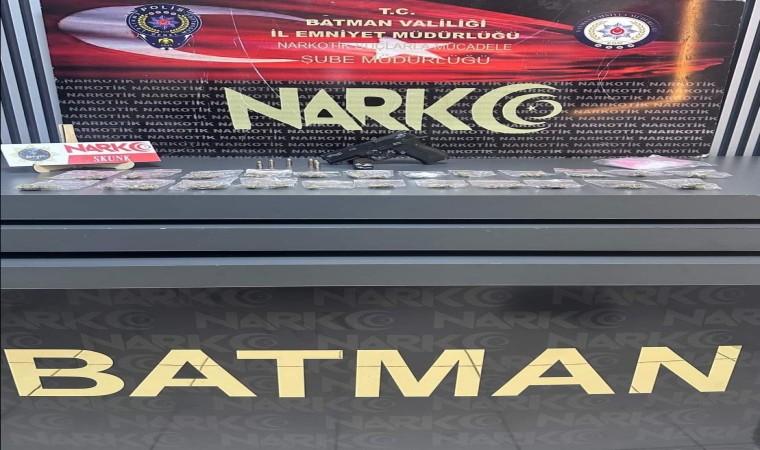 T.C.
BATMAN VALİLİĞİ
İL EMNİYET MÜDÜRLÜĞÜ
NARKOTİK SUÇLARLA MÜCADELE
ŞUBE MÜDÜRLÜĞÜ
POLİS
NARKO
NARKO
SKUNK
BATMAN